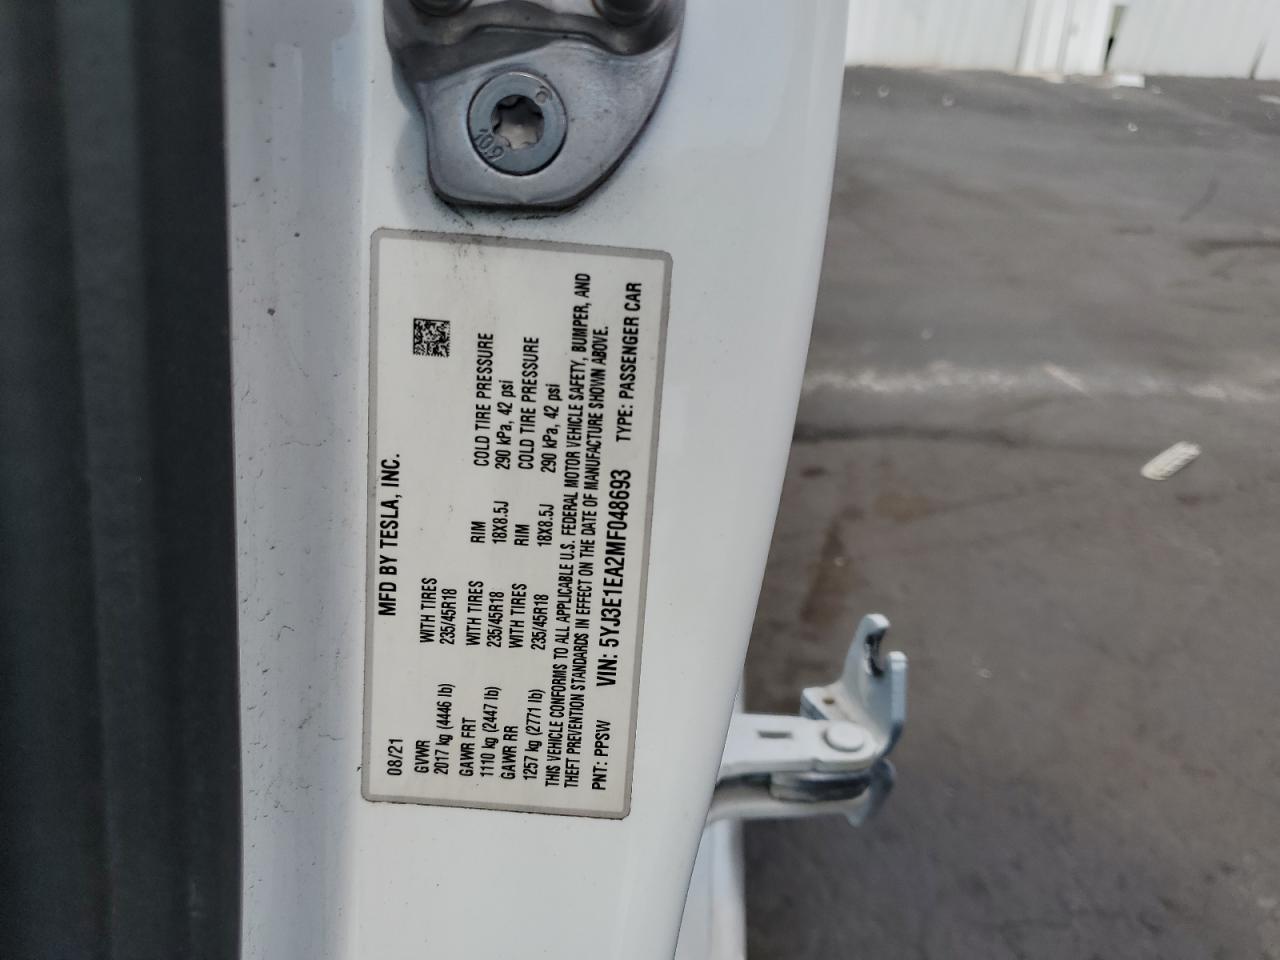 10.9
MFD BY TESLA, INC.
08/21
GVWR WITH TIRES
2017 kg (4446 lb) 235/45R18
GAWR FRT WITH TIRES RIM COLD TIRE PRESSURE
1110 kg (2447 lb) 235/45R18 18X8.5J 290 kPa, 42 psi
GAWR RR WITH TIRES RIM COLD TIRE PRESSURE
1257 kg (2771 lb) 235/45R18 18X8.5J 290 kPa, 42 psi
THIS VEHICLE CONFORMS TO ALL APPLICABLE U.S. FEDERAL MOTOR VEHICLE SAFETY, BUMPER, AND
THEFT PREVENTION STANDARDS IN EFFECT ON THE DATE OF MANUFACTURE SHOWN ABOVE.
PNT: PPSW VIN: 5YJ3E1EA2MF048693 TYPE: PASSENGER CAR